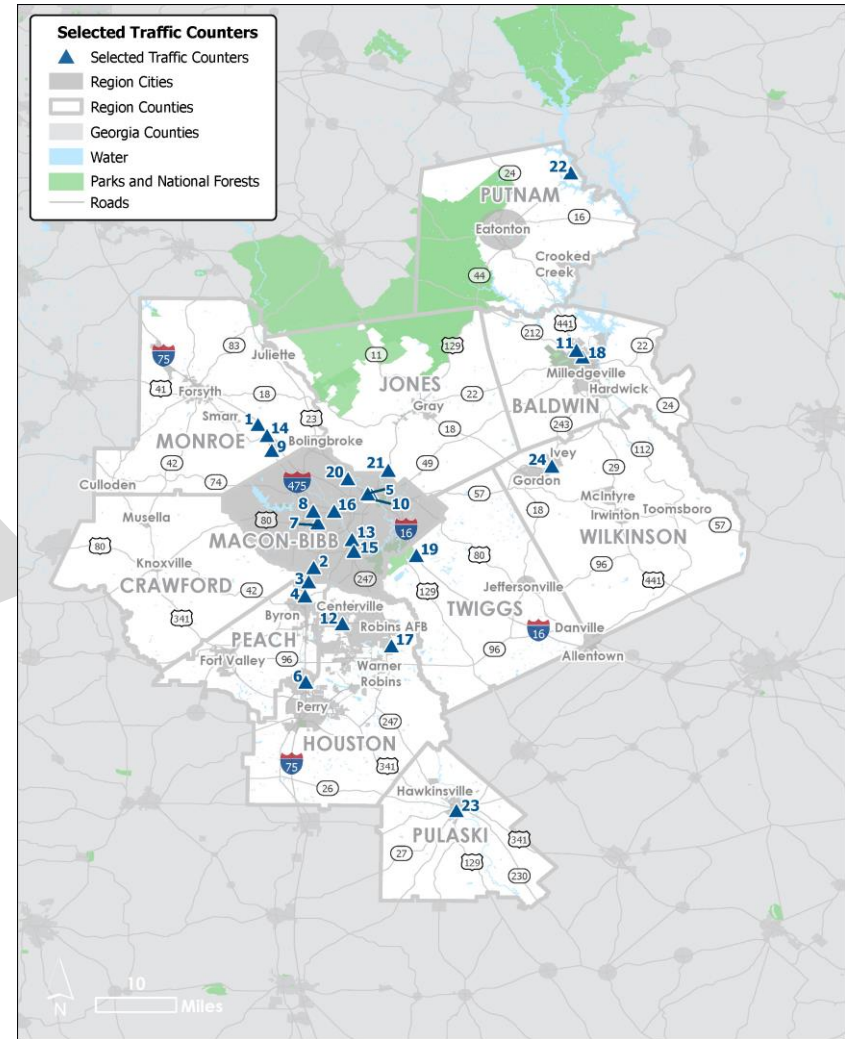 Selected Traffic Counters
Selected Traffic Counters
Region Cities
Region Counties
Georgia Counties
Water
Parks and National Forests
Roads
22
24
PUTNAM
16
Eatonton
Crooked
Creek
44
441
212
11
18
22
Milledgeville
Hardwick
BALDWIN
24
243
83
Juliette
75
41
Forsyth
18
Smarr
1
14
23
MONROE
9
Bolingbroke
42
74
Culloden
11
129
JONES
22
Gray
18
49
21
20
475
5
10
8
16
80
7
16
MACON-BIBB
13
15
19
2
3
4
247
Musella
80
Knoxville
CRAWFORD
42
341
Ivey
112
24
Gordon
29
McIntyre
Toomsboro
18
Irwinton
57
WILKINSON
96
441
57
80
129
Jeffersonville
TWIGGS
16
Danville
96
Allentown
Centerville
Byron
12
Robins AFB
PEACH
17
Fort Valley
96
Warner
Robins
6
Perry
247
HOUSTON
75
341
26
Hawkinsville
23
PULASKI
341
27
129
230
10
N
Miles